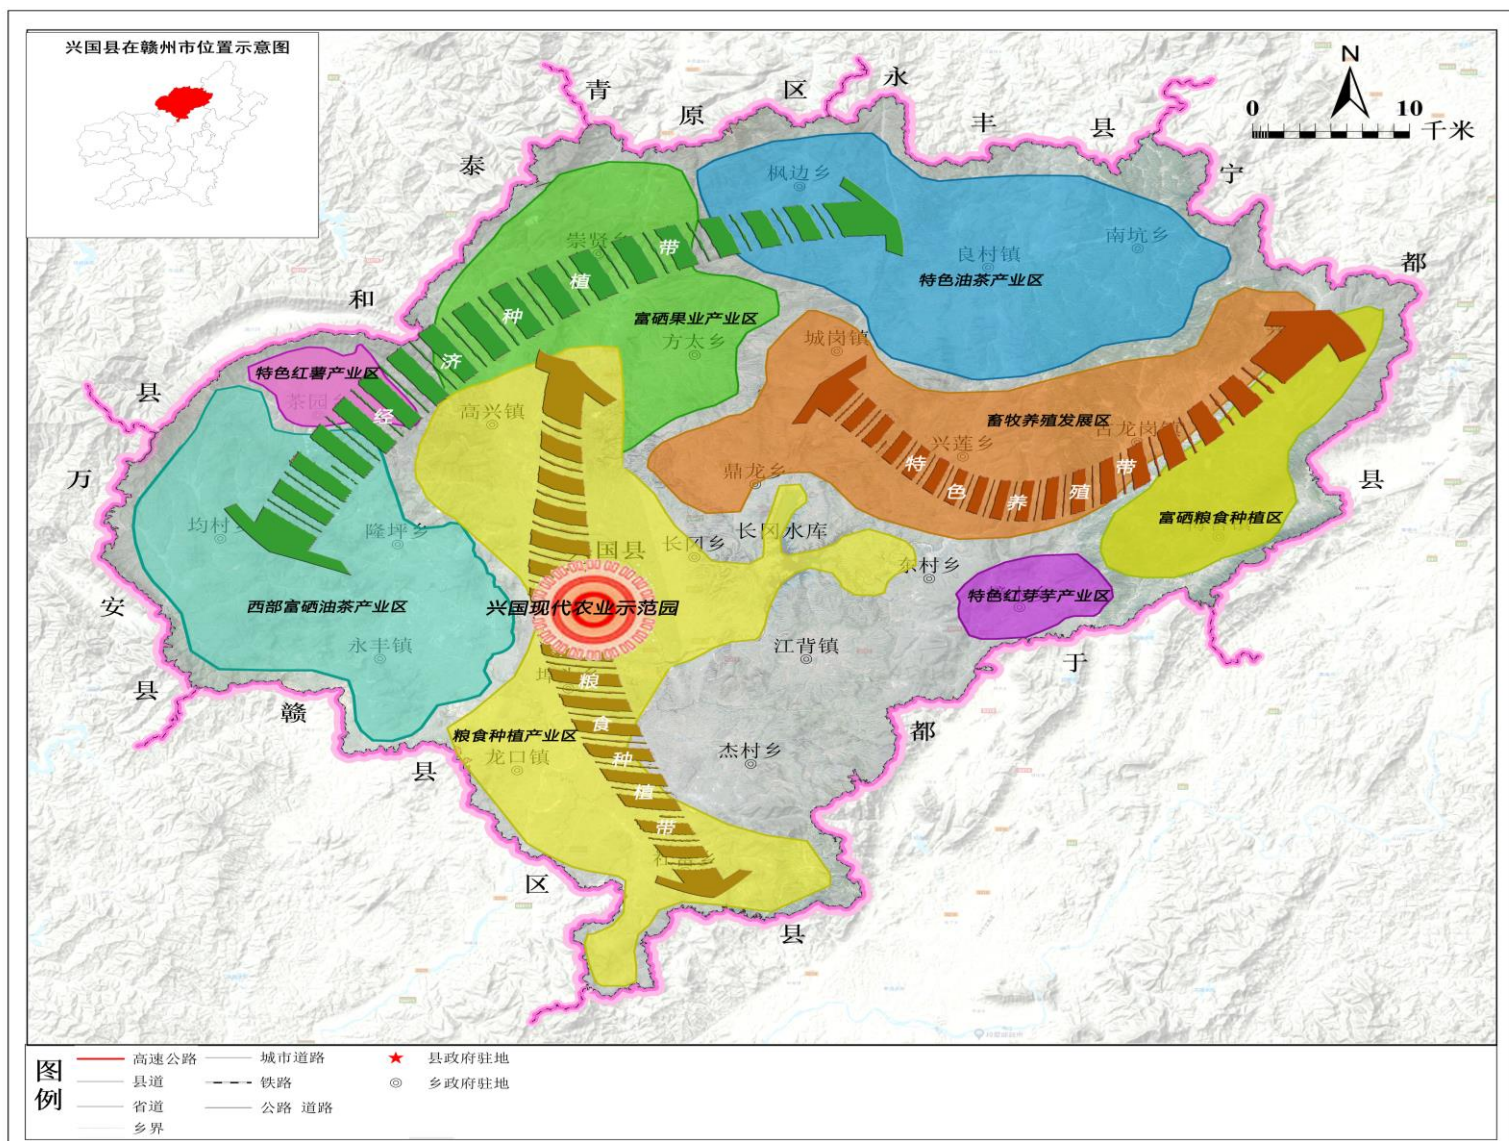 兴国县在赣州市位置示意图
N
0 10
千米
青原区
永丰县
宁都县
泰和县
万安县
赣县区
于都县
枫边乡
南坑乡
良村镇
特色油茶产业区
崇贤乡
富硒果业产业区
方太乡
城岗镇
特色红薯产业区
茶园乡
高兴镇
畜牧养殖发展区
兴莲乡
古龙岗镇
鼎龙乡
经济种植带
特色养殖带
富硒粮食种植区
均村乡
隆坪乡
兴国县
长冈乡
长冈水库
东村乡
西部富硒油茶产业区
兴国现代农业示范园
特色红芽芋产业区
永丰镇
江背镇
粮食种植带
粮食种植产业区
龙口镇
杰村乡
图例
高速公路
城市道路
县政府驻地
县道
铁路
乡政府驻地
省道
公路 道路
乡界